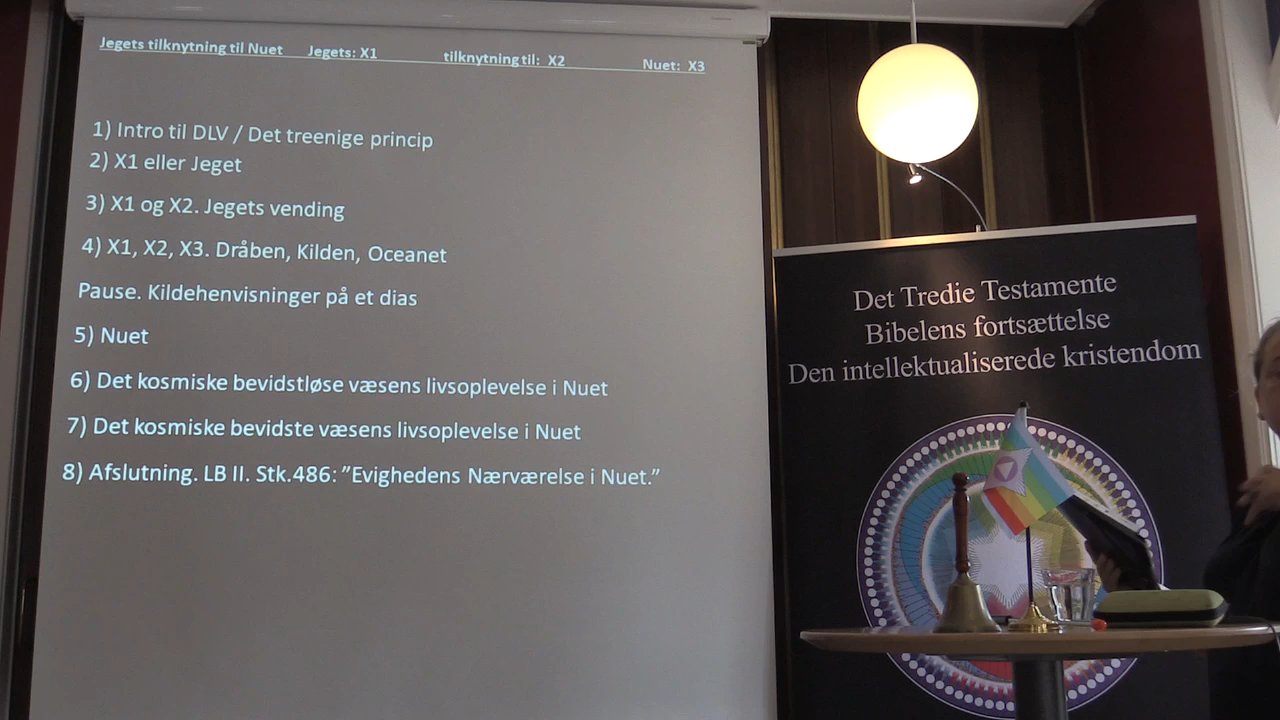 Jegets tilknytning til Nuet Jegets: X1 tilknytning til: X2 Nuet: X3
1) Intro til DLV / Det treenige princip
2) X1 eller Jeget
3) X1 og X2. Jegets vending
4) X1, X2, X3. Dråben, Kilden, Oceanet
Pause. Kildehenvisninger på et dias
5) Nuet
6) Det kosmiske bevidstløse væsens livsoplevelse i Nuet
7) Det kosmiske bevidste væsens livsoplevelse i Nuet
8) Afslutning. LB II. Stk.486: ”Evighedens Nærværelse i Nuet.”
Det Tredie Testamente
Bibelens fortsættelse
Den intellektualiserede kristendom